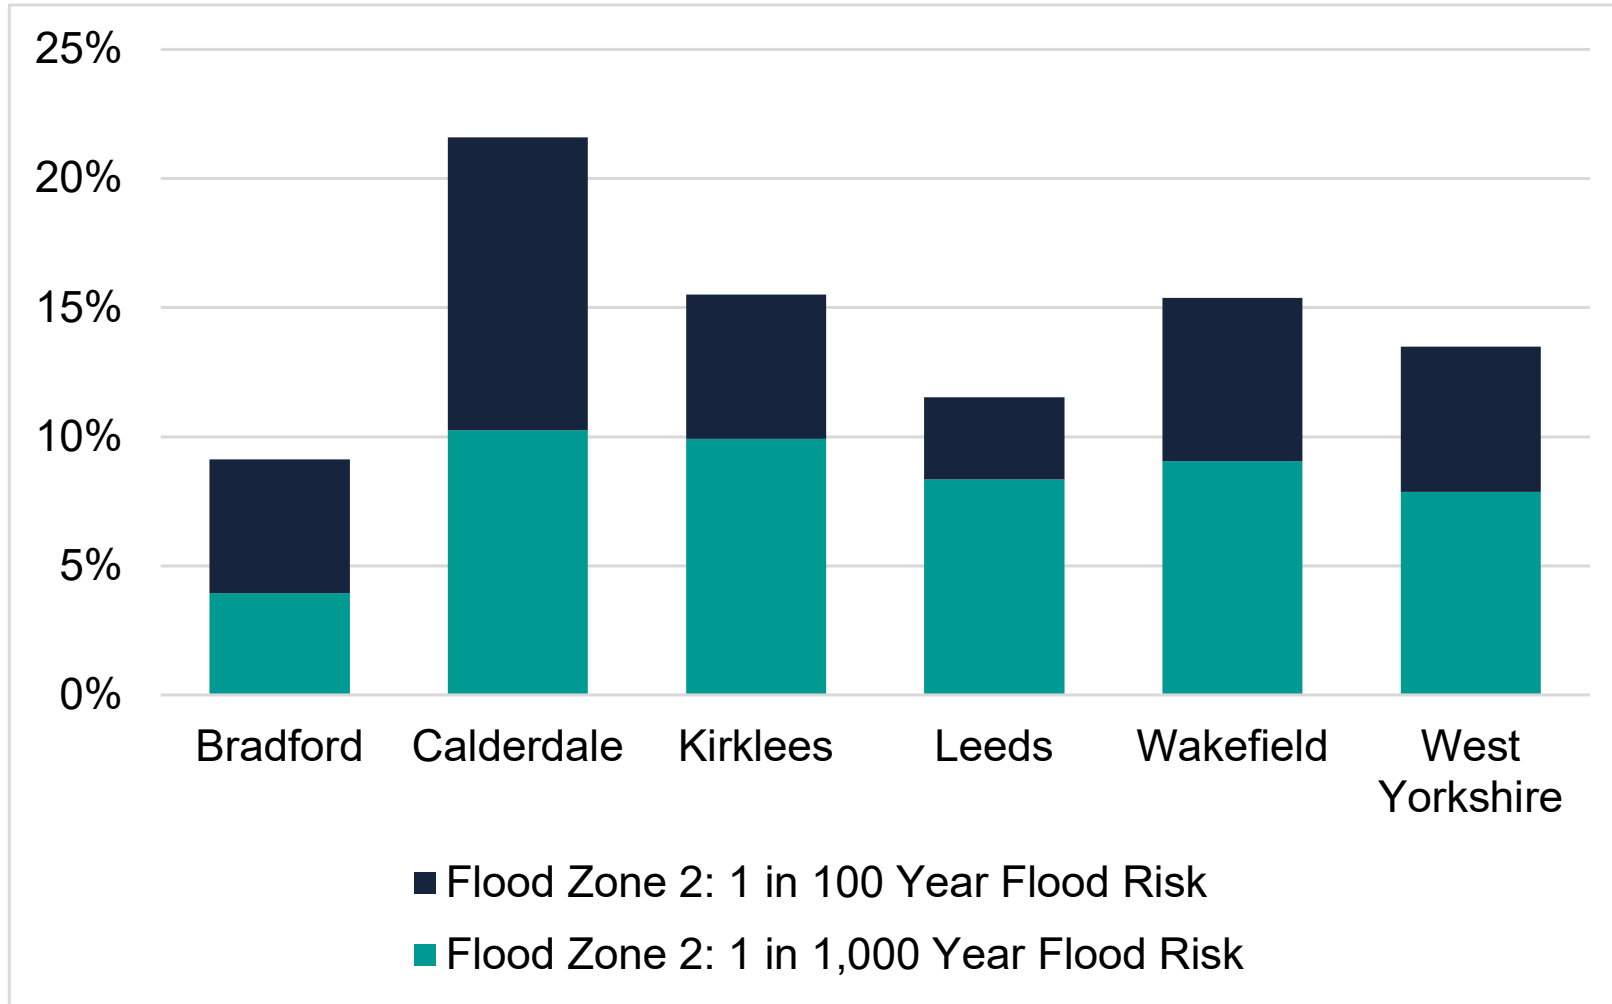 25%
20%
15%
10%
5%
0%
Bradford
Calderdale
Kirklees
Leeds
Wakefield
West
Yorkshire
Flood Zone 2: 1 in 100 Year Flood Risk
Flood Zone 2: 1 in 1,000 Year Flood Risk